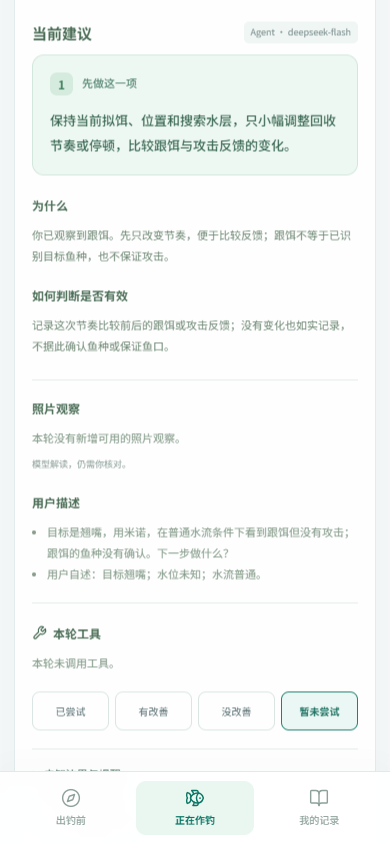 当前建议
Agent • deepseek-flash
1 先做这一项
保持当前拟饵、位置和搜索水层，只小幅调整回收
节奏或停顿，比较跟饵与攻击反馈的变化。
为什么
你已观察到跟饵。先只改变节奏，便于比较反馈；跟饵不等于已识
别目标鱼种，也不保证攻击。
如何判断是否有效
记录这次节奏比较前后的跟饵或攻击反馈；没有变化也如实记录，
不据此确认鱼种或保证鱼口。
照片观察
本轮没有新增可用的照片观察。
模型解读，仍需你核对。
用户描述
目标是翘嘴，用米诺，在普通水流条件下看到跟饵但没有攻击；
跟饵的鱼种没有确认。下一步做什么？
用户自述：目标翘嘴；水位未知；水流普通。
本轮工具
本轮未调用工具。
已尝试
有改善
没改善
暂未尝试
出钓前
正在作钓
我的记录